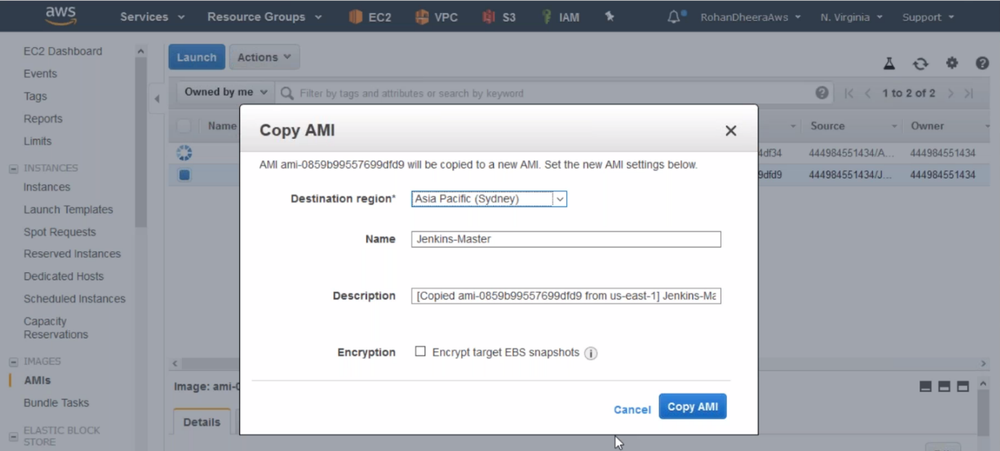 aws Services Resource Groups EC2 VPC S3 IAM RohanDheeraAws N. Virginia Support
EC2 Dashboard
Events
Tags
Reports
Limits
INSTANCES
Instances
Launch Templates
Spot Requests
Reserved Instances
Dedicated Hosts
Scheduled Instances
Capacity
Reservations
IMAGES
AMIs
Bundle Tasks
ELASTIC BLOCK
STORE
Launch Actions
Owned by me Filter by tags and attributes or search by keyword 1 to 2 of 2
Name Source Owner
4df34 444984551434/A... 444984551434
9dfd9 444984551434/J... 444984551434
Copy AMI
AMI ami-0859b99557699dfd9 will be copied to a new AMI. Set the new AMI settings below.
Destination region* Asia Pacific (Sydney)
Name Jenkins-Master
Description [Copied ami-0859b99557699dfd9 from us-east-1] Jenkins-Ma
Encryption Encrypt target EBS snapshots
Cancel Copy AMI
Image: ami-0
Details